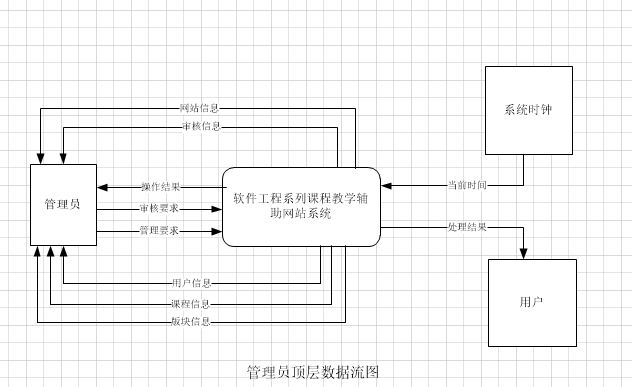 网站信息
审核信息
系统时钟
操作结果
审核要求
管理要求
管理员
软件工程系列课程教学辅
助网站系统
当前时间
处理结果
用户信息
课程信息
版块信息
用户
管理员顶层数据流图